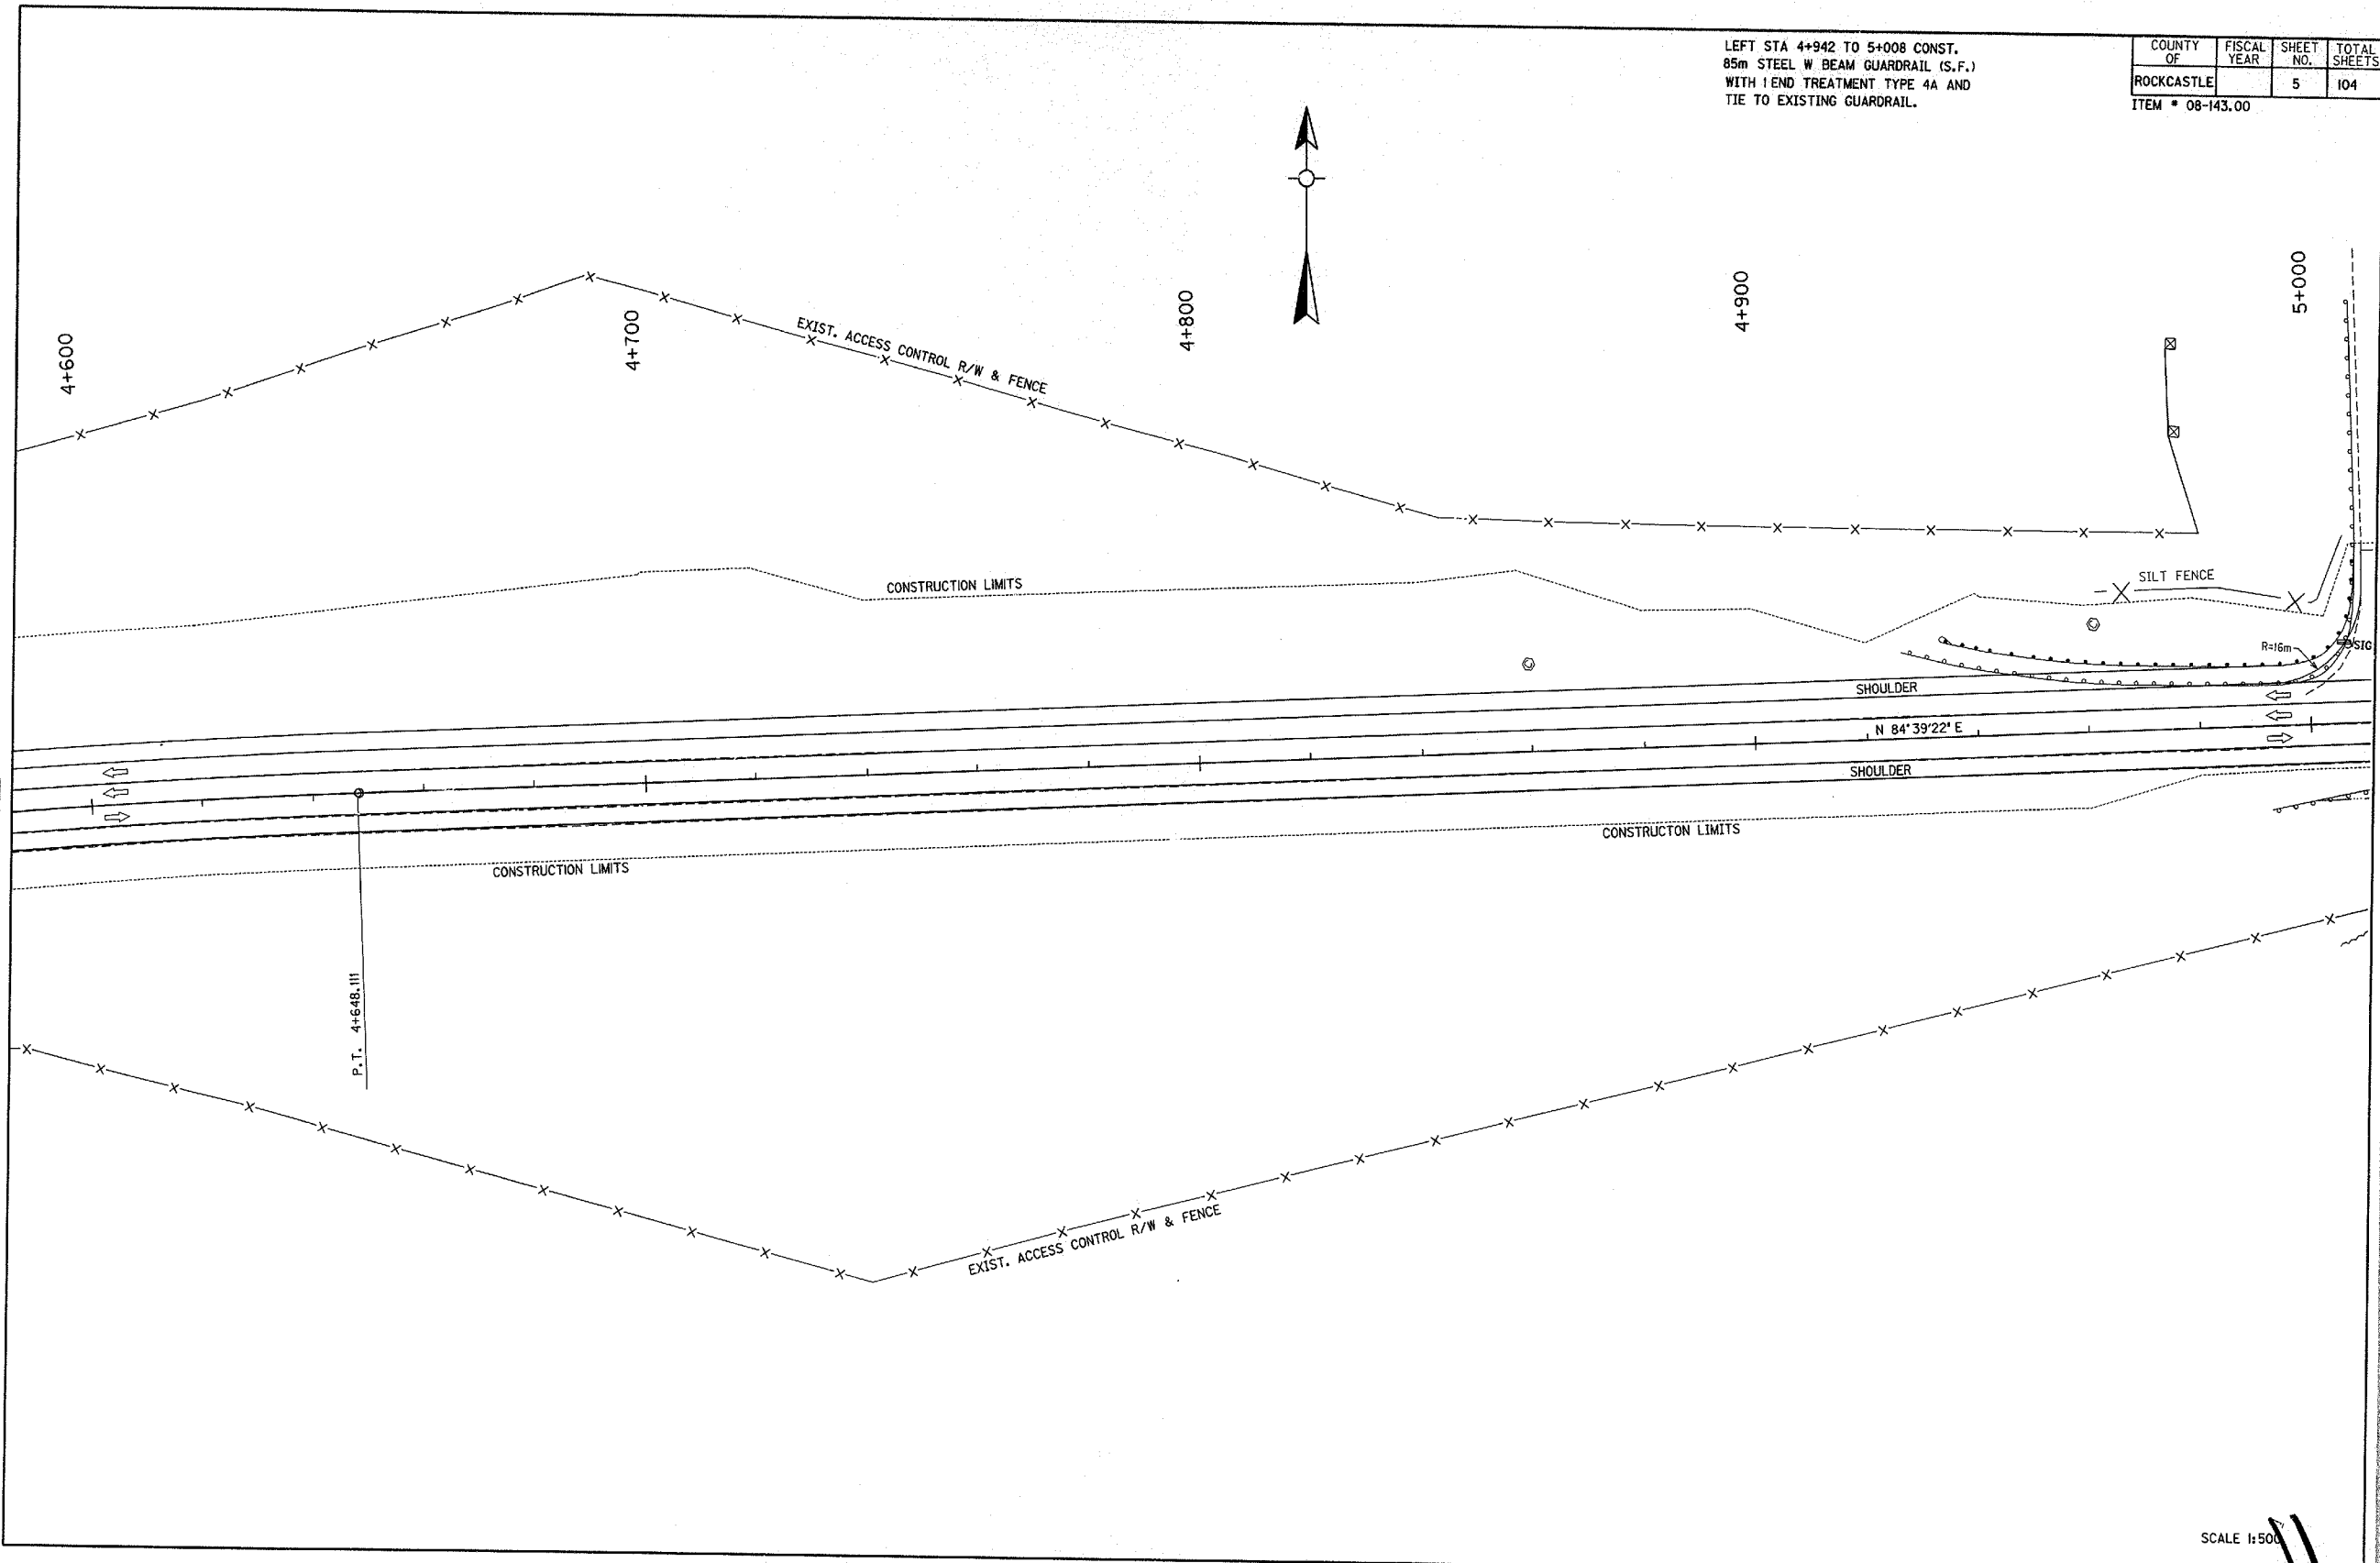 LEFT STA 4+942 TO 5+008 CONST.
85m STEEL W BEAM GUARDRAIL (S.F.)
WITH 1 END TREATMENT TYPE 4A AND
TIE TO EXISTING GUARDRAIL.
COUNTY OF FISCAL YEAR SHEET NO. TOTAL SHEETS
ROCKCASTLE 5 104
ITEM # 08-143.00
4+600
4+700
4+800
4+900
5+000
EXIST. ACCESS CONTROL R/W & FENCE
CONSTRUCTION LIMITS
SILT FENCE
R=16m
SIG
SHOULDER
N 84°39'22" E
SHOULDER
CONSTRUCTON LIMITS
CONSTRUCTION LIMITS
P.T. 4+648.111
EXIST. ACCESS CONTROL R/W & FENCE
SCALE 1:500